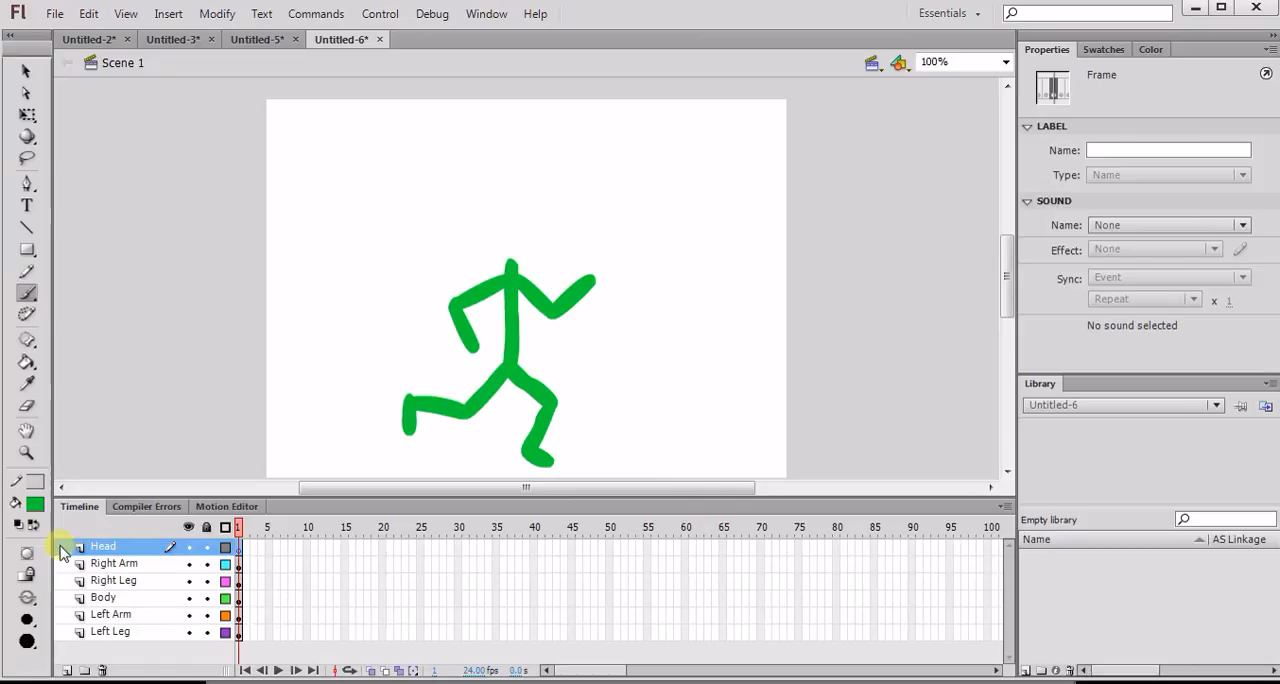 Fl File Edit View Insert Modify Text Commands Control Debug Window Help Essentials
Untitled-2* × Untitled-3* × Untitled-5* × Untitled-6* ×
Scene 1 100%
Properties Swatches Color
Frame
LABEL
Name:
Type: Name
SOUND
Name: None
Effect: None
Sync: Event
Repeat x 1
No sound selected
Library
Untitled-6
Empty library
Name AS Linkage
T
Timeline Compiler Errors Motion Editor
1 5 10 15 20 25 30 35 40 45 50 55 60 65 70 75 80 85 90 95 100
Head
Right Arm
Right Leg
Body
Left Arm
Left Leg
1 24.00 fps 0.0 s